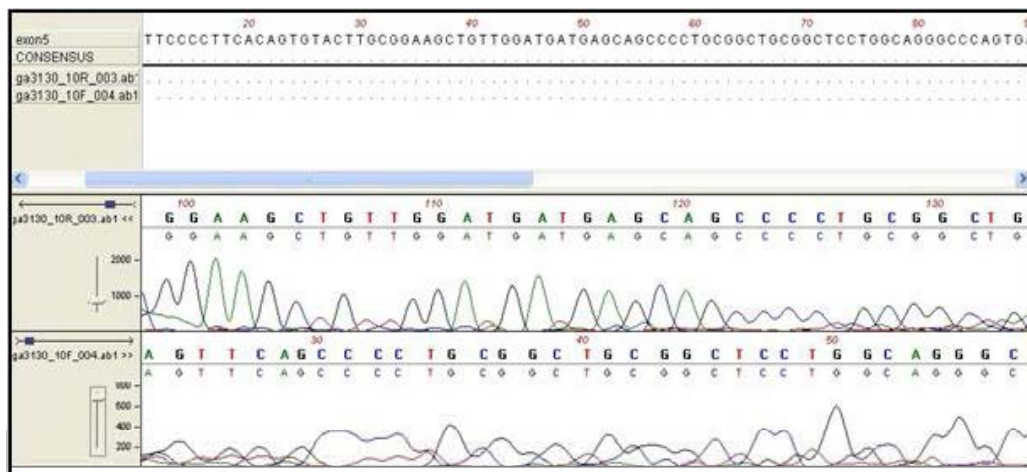 20 30 40 50 60 70 80
exon5 TTCCCCTTCACAGTGTACTTGCGGAAGCTGTTGGATGATGAGCAGCCCCTGCGGCTGCGGCTCCTGGCAGGGCCCAGTG
CONSENSUS
ga3130_10R_003.ab1
ga3130_10F_004.ab1
100 110 120 130
ga3130_10R_003.ab1 << G G A A G C T G T T G G A T G A T G A G C A G C C C C T G C G G C T G
G G A A G C T G T T G G A T G A T G A G C A G C C C C T G C G G C T G
2000
1000
30 40 50
ga3130_10F_004.ab1 >> A G T T C A G C C C C T G C G G C T G C G G C T C C T G G C A G G G C
A G T T C A G C C C C T G C G G C T G C G G C T C C T G G C A G G G C
800
600
400
200